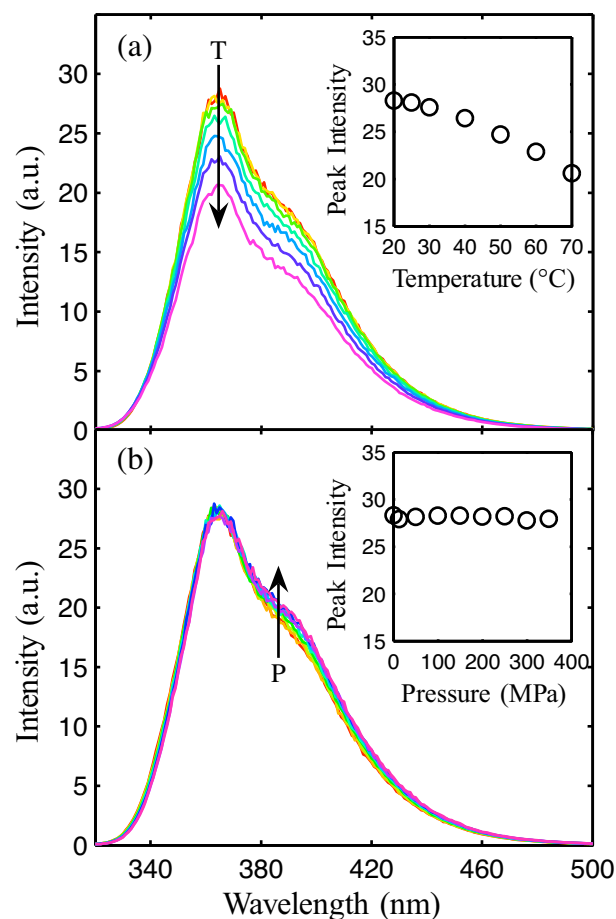 (a)
T
Intensity (a.u.)
30
25
20
15
10
5
0
Peak Intensity
35
30
25
20
15
20 30 40 50 60 70
Temperature (°C)
(b)
P
Intensity (a.u.)
30
25
20
15
10
5
0
Peak Intensity
35
30
25
20
15
0 100 200 300 400
Pressure (MPa)
340 380 420 460 500
Wavelength (nm)